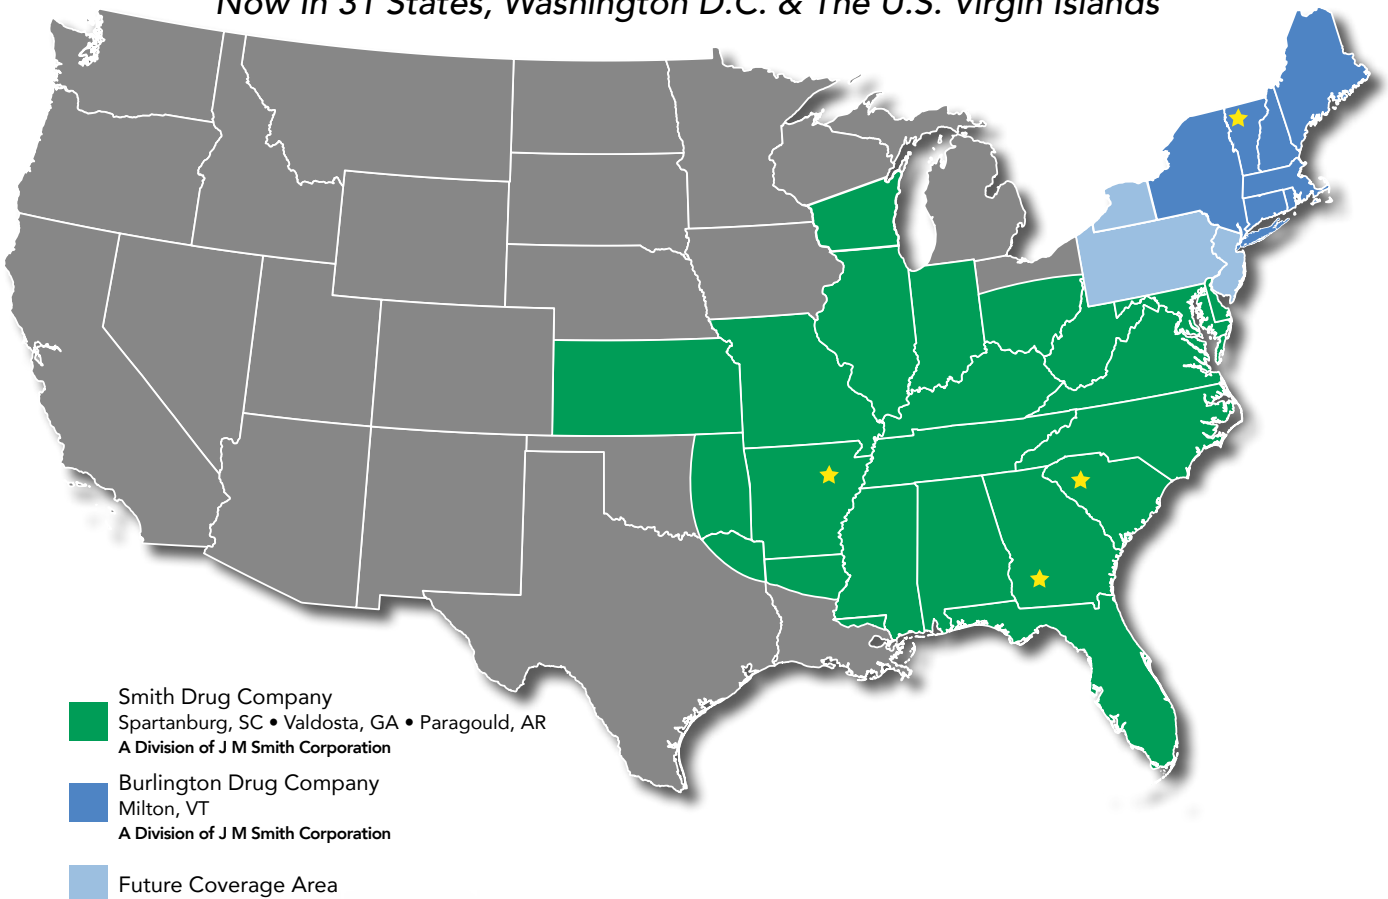 Now in 31 States, Washington D.C. & The U.S. Virgin Islands
Smith Drug Company
Spartanburg, SC • Valdosta, GA • Paragould, AR
A Division of J M Smith Corporation
Burlington Drug Company
Milton, VT
A Division of J M Smith Corporation
Future Coverage Area